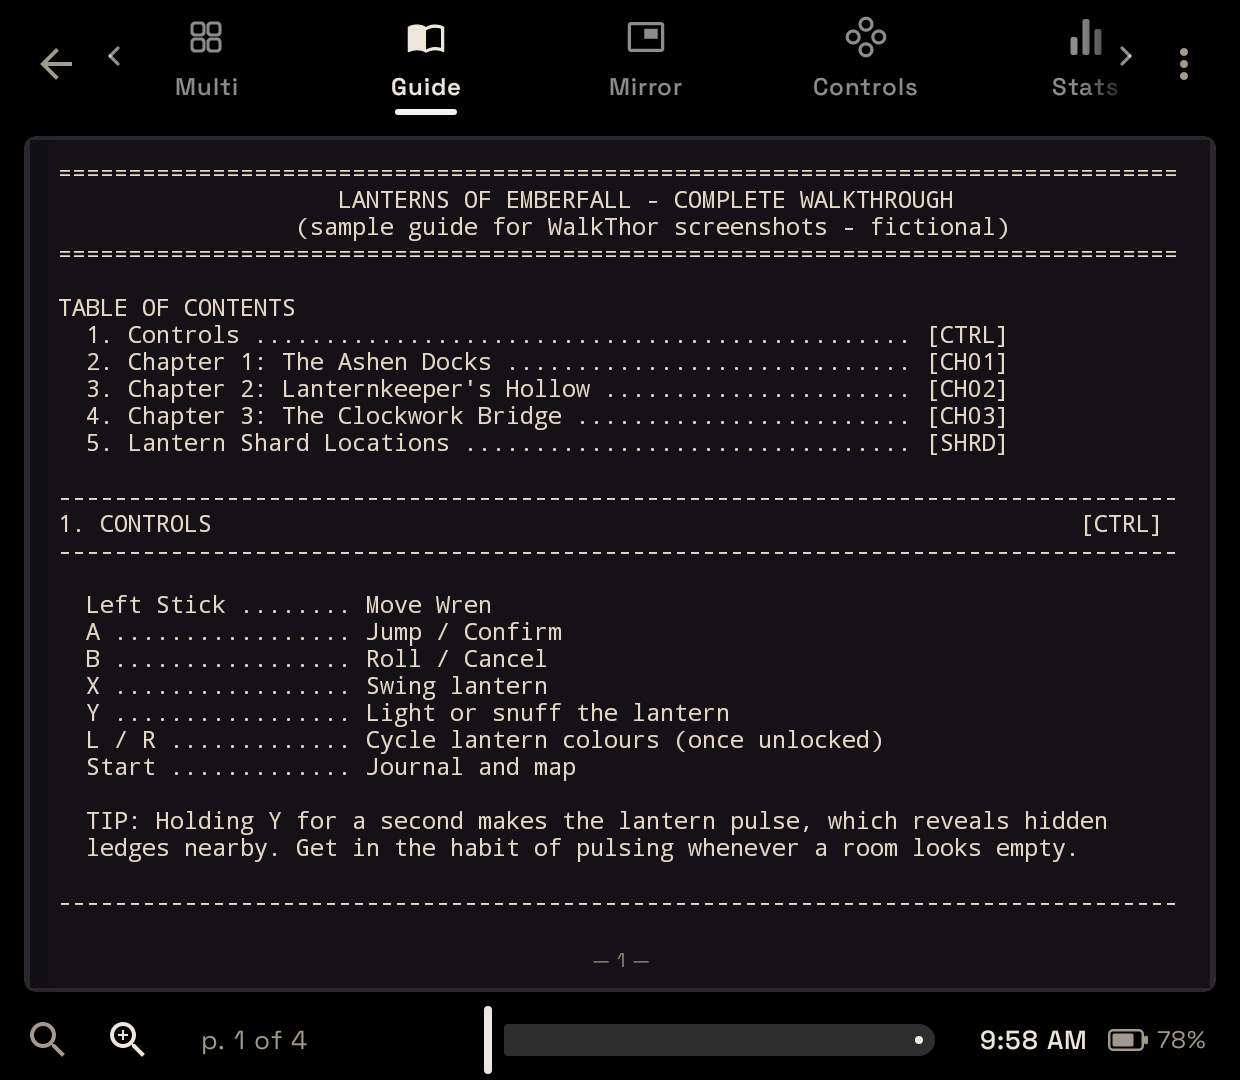 Multi
Guide
Mirror
Controls
Stats
================================================================================
LANTERNS OF EMBERFALL - COMPLETE WALKTHROUGH
(sample guide for WalkThor screenshots - fictional)
================================================================================
TABLE OF CONTENTS
1. Controls ............................................... [CTRL]
2. Chapter 1: The Ashen Docks ............................. [CH01]
3. Chapter 2: Lanternkeeper's Hollow ...................... [CH02]
4. Chapter 3: The Clockwork Bridge ........................ [CH03]
5. Lantern Shard Locations ................................ [SHRD]
--------------------------------------------------------------------------------
1. CONTROLS [CTRL]
--------------------------------------------------------------------------------
Left Stick ........ Move Wren
A ................. Jump / Confirm
B ................. Roll / Cancel
X ................. Swing lantern
Y ................. Light or snuff the lantern
L / R ............. Cycle lantern colours (once unlocked)
Start ............. Journal and map
TIP: Holding Y for a second makes the lantern pulse, which reveals hidden
ledges nearby. Get in the habit of pulsing whenever a room looks empty.
--------------------------------------------------------------------------------
— 1 —
p. 1 of 4
9:58 AM
78%